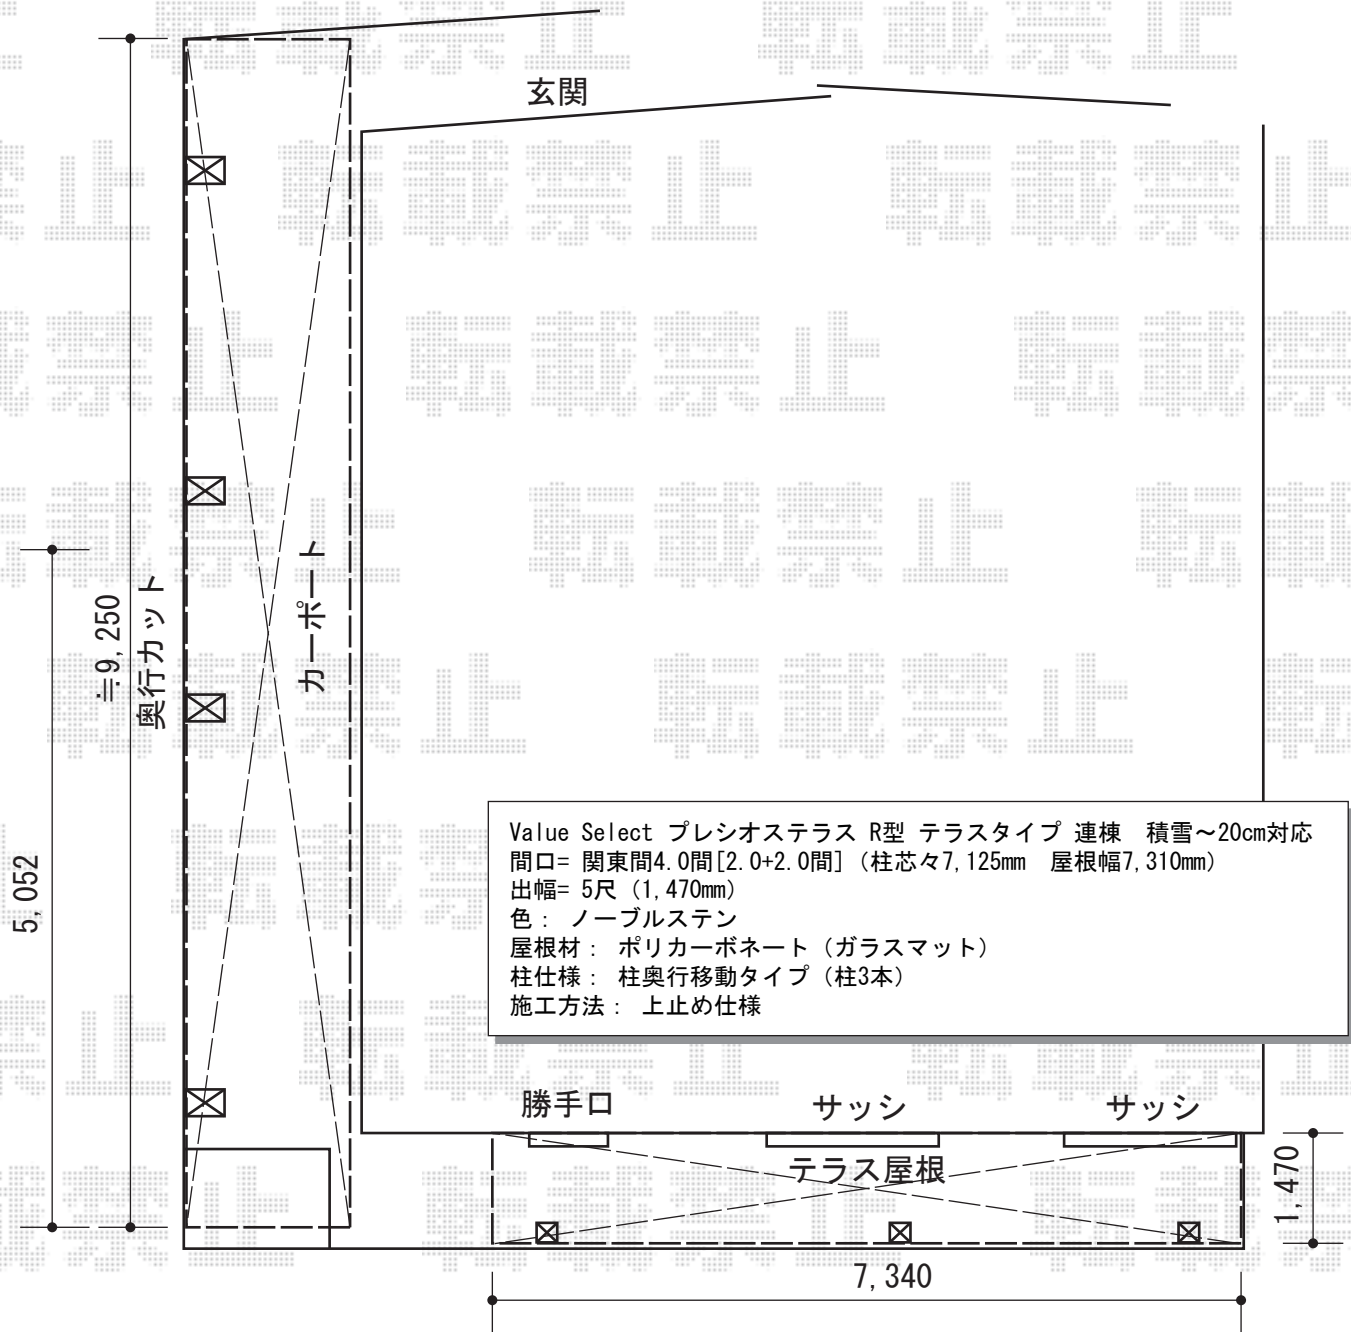 玄関
≒9,250
奥行カット
カーポート
5,052
Value Select プレシオステラス R型 テラスタイプ 連棟 積雪～20cm対応
間口= 関東間4.0間[2.0+2.0間]（柱芯々7,125mm 屋根幅7,310mm）
出幅= 5尺（1,470mm）
色： ノーブルステン
屋根材： ポリカーボネート（ガラスマット）
柱仕様： 柱奥行移動タイプ（柱3本）
施工方法： 上止め仕様
勝手口
サッシ
サッシ
テラス屋根
1,470
7,340
転載禁止